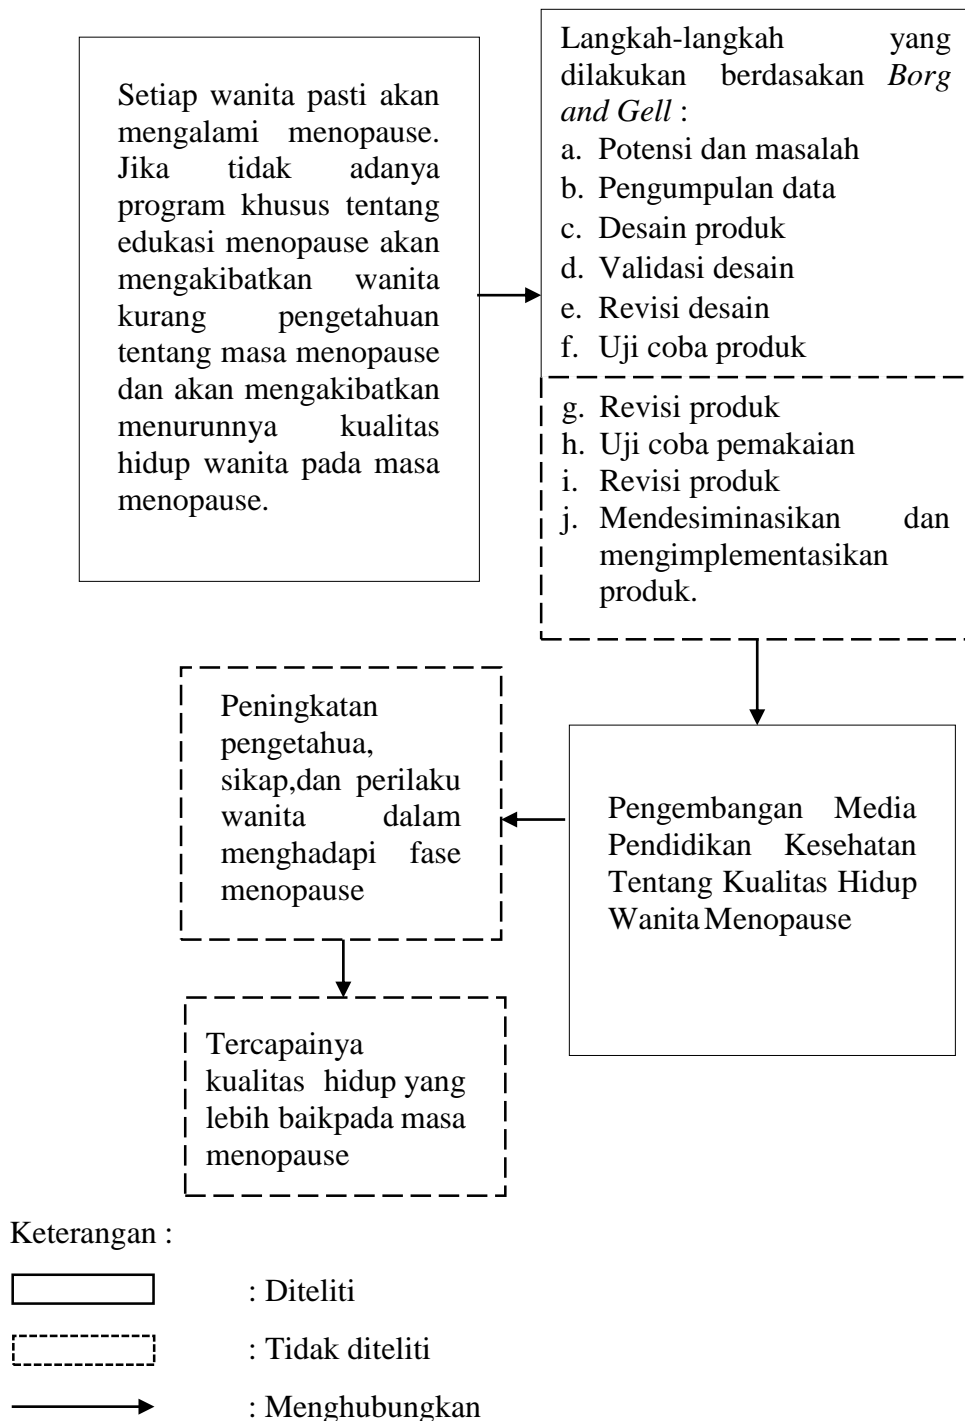 Setiap wanita pasti akan
mengalami menopause.
Jika tidak adanya
program khusus tentang
edukasi menopause akan
mengakibatkan wanita
kurang pengetahuan
tentang masa menopause
dan akan mengakibatkan
menurunnya kualitas
hidup wanita pada masa
menopause.
Langkah-langkah yang
dilakukan berdasakan Borg
and Gell :
a. Potensi dan masalah
b. Pengumpulan data
c. Desain produk
d. Validasi desain
e. Revisi desain
f. Uji coba produk
g. Revisi produk
h. Uji coba pemakaian
i. Revisi produk
j. Mendesiminasikan dan
mengimplementasikan
produk.
Pengembangan Media
Pendidikan Kesehatan
Tentang Kualitas Hidup
Wanita Menopause
Peningkatan
pengetahua,
sikap,dan perilaku
wanita dalam
menghadapi fase
menopause
Tercapainya
kualitas hidup yang
lebih baikpada masa
menopause
Keterangan :
: Diteliti
: Tidak diteliti
: Menghubungkan